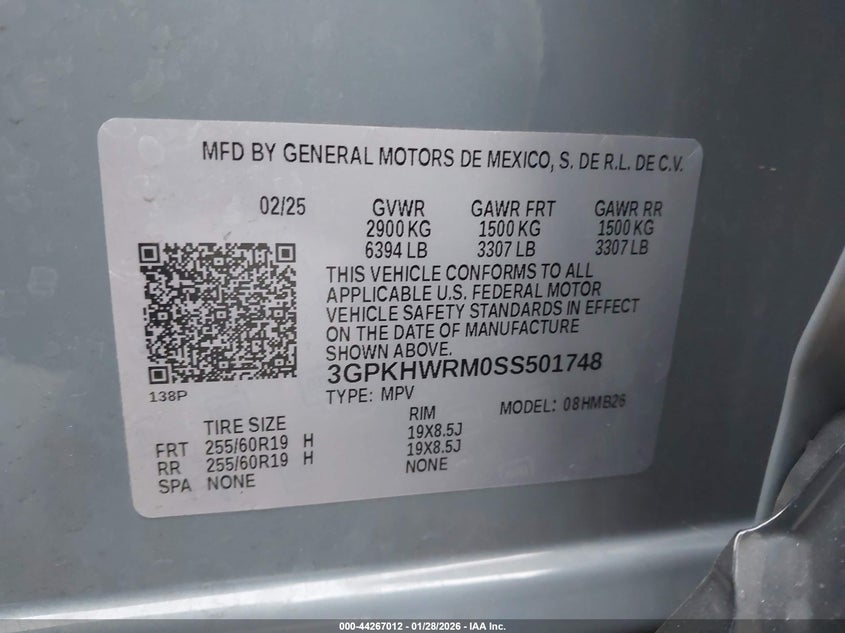 MFD BY GENERAL MOTORS DE MEXICO, S. DE R.L. DE C.V.
02/25 GVWR GAWR FRT GAWR RR
2900 KG 1500 KG 1500 KG
6394 LB 3307 LB 3307 LB
THIS VEHICLE CONFORMS TO ALL
APPLICABLE U.S. FEDERAL MOTOR
VEHICLE SAFETY STANDARDS IN EFFECT
ON THE DATE OF MANUFACTURE
SHOWN ABOVE.
3GPKHWRM0SS501748
138P
TYPE: MPV MODEL: 08HMB26
TIRE SIZE RIM
FRT 255/60R19 H 19X8.5J
RR 255/60R19 H 19X8.5J
SPA NONE NONE
000-44267012 - 01/28/2026 - IAA Inc.